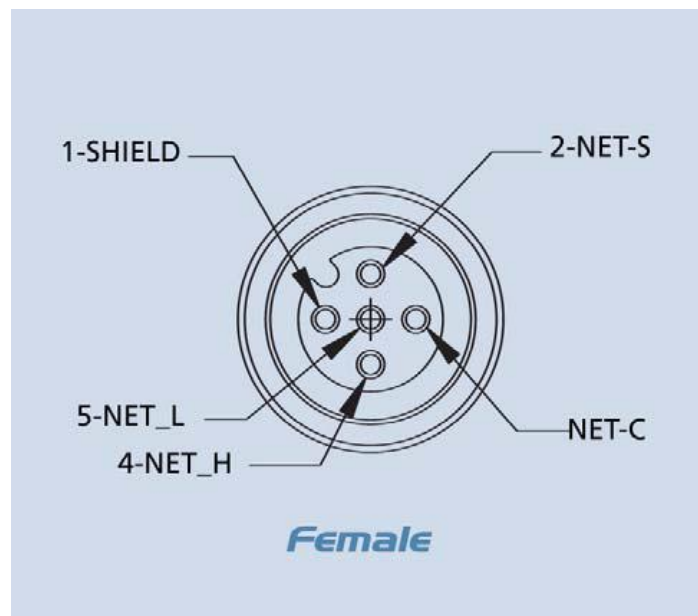 1-SHIELD
2-NET-S
5-NET_L
NET-C
4-NET_H
Female